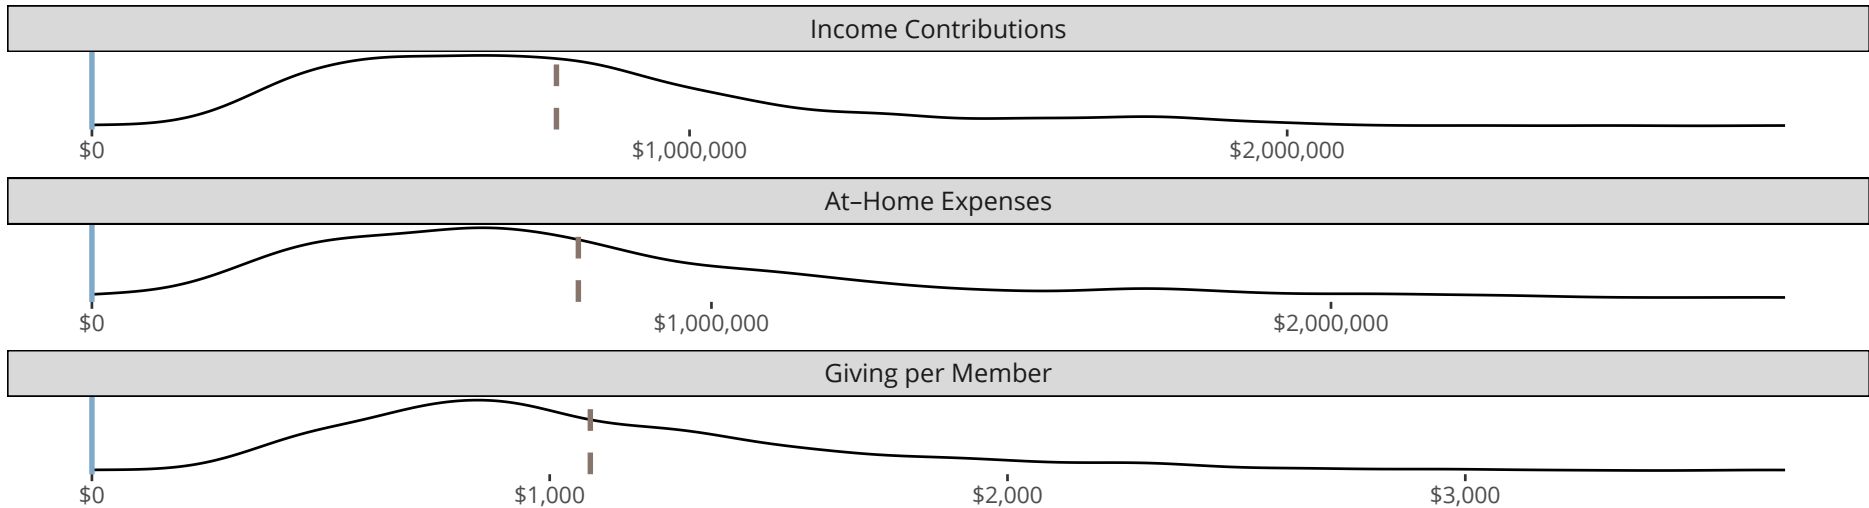 Income Contributions
$0 $1,000,000 $2,000,000
At–Home Expenses
$0 $1,000,000 $2,000,000
Giving per Member
$0 $1,000 $2,000 $3,000